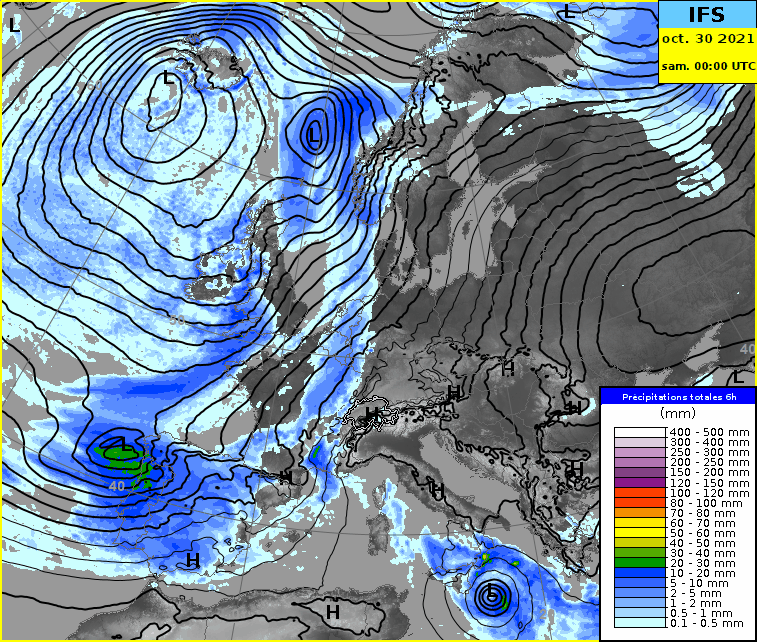 IFS
oct. 30 2021
sam. 00:00 UTC
L
L
L
L
L
L
L
H
H
H
H
H
H
H
H
H
40
40
Précipitations totales 6h
(mm)
400 - 500 mm
300 - 400 mm
250 - 300 mm
200 - 250 mm
150 - 200 mm
120 - 150 mm
100 - 120 mm
80 - 100 mm
70 - 80 mm
60 - 70 mm
50 - 60 mm
40 - 50 mm
30 - 40 mm
20 - 30 mm
10 - 20 mm
5 - 10 mm
2 - 5 mm
1 - 2 mm
0.5 - 1 mm
0.1 - 0.5 mm